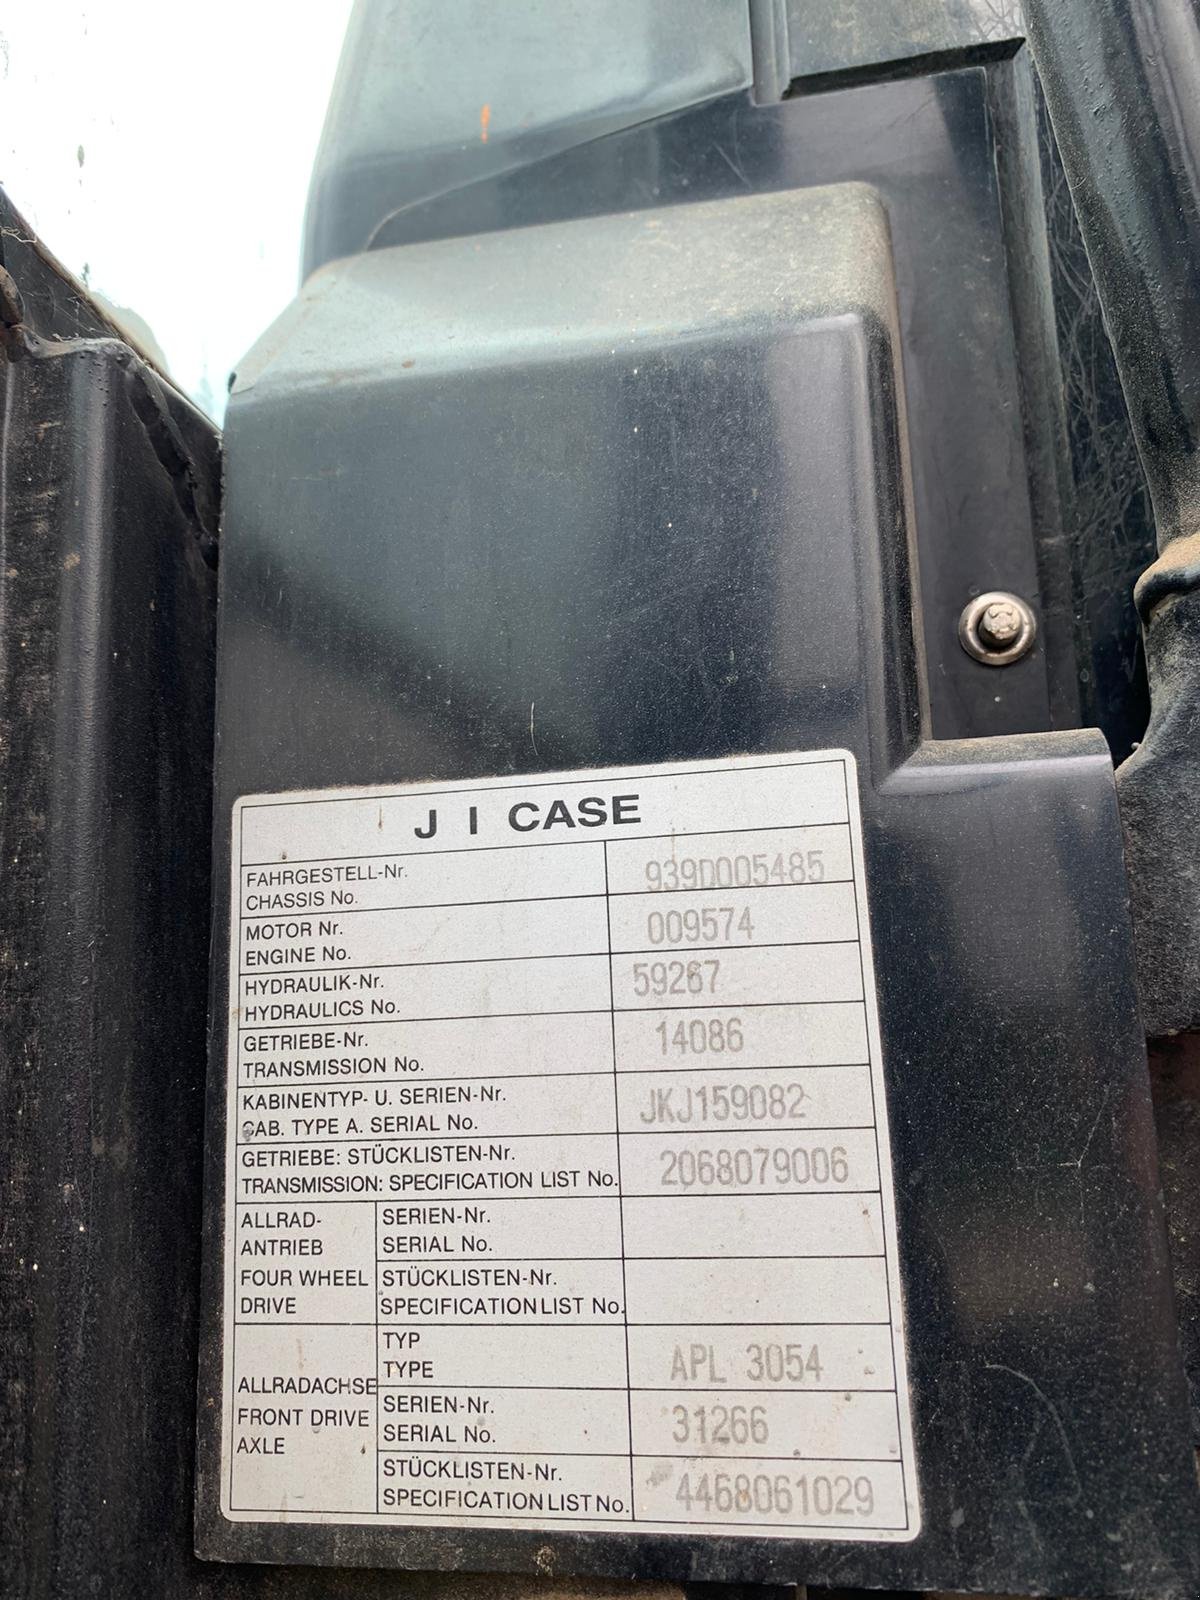 J I CASE
FAHRGESTELL-Nr.
CHASSIS No.
939D005485
MOTOR Nr.
ENGINE No.
009574
HYDRAULIK-Nr.
HYDRAULICS No.
59267
GETRIEBE-Nr.
TRANSMISSION No.
14086
KABINENTYP- U. SERIEN-Nr.
CAB. TYPE A. SERIAL No.
JKJ159082
GETRIEBE: STÜCKLISTEN-Nr.
TRANSMISSION: SPECIFICATION LIST No.
2068079006
ALLRAD-
ANTRIEB
FOUR WHEEL
DRIVE
SERIEN-Nr.
SERIAL No.
STÜCKLISTEN-Nr.
SPECIFICATION LIST No.
ALLRADACHSE
FRONT DRIVE
AXLE
TYP
TYPE
APL 3054
SERIEN-Nr.
SERIAL No.
31266
STÜCKLISTEN-Nr.
SPECIFICATION LIST No.
4468061029